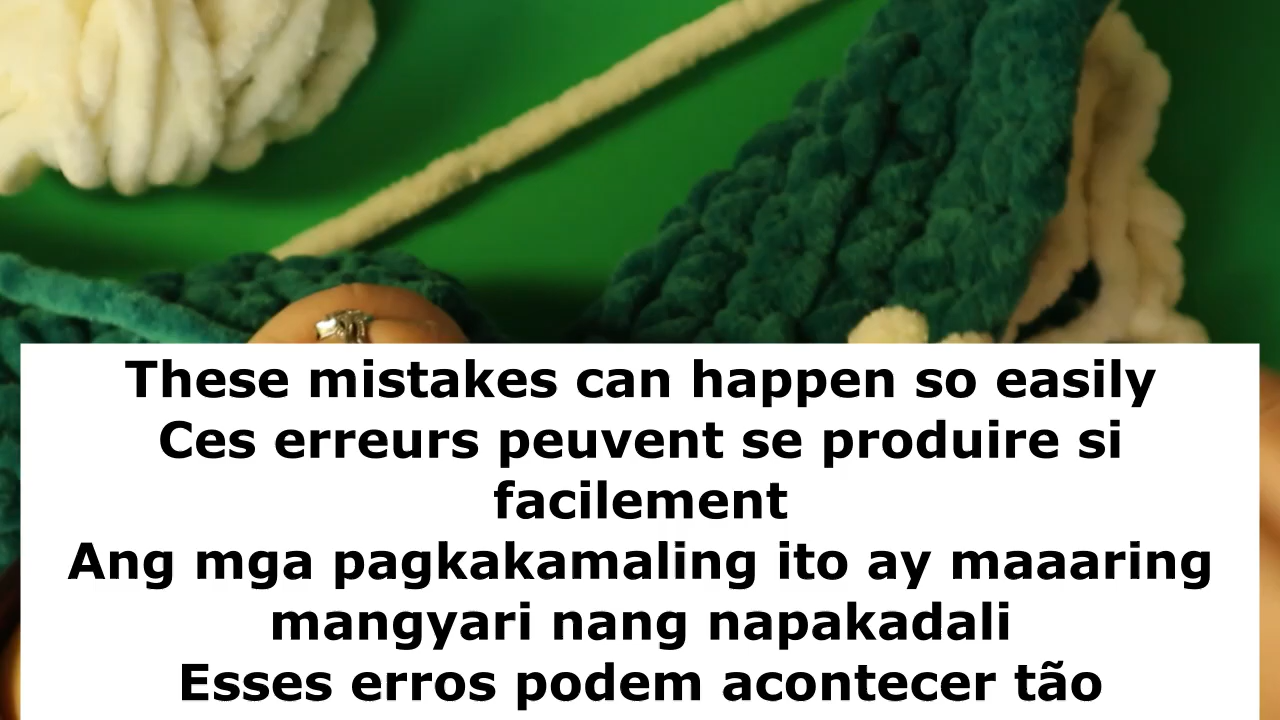 These mistakes can happen so easily
Ces erreurs peuvent se produire si
facilement
Ang mga pagkakamaling ito ay maaaring
mangyari nang napakadali
Esses erros podem acontecer tão